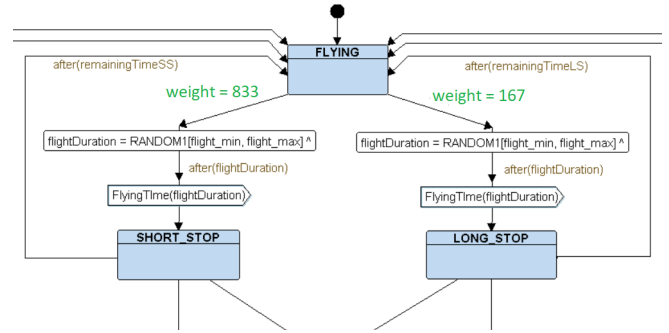 FLYING
after(remainingTimeSS)
after(remainingTimeLS)
weight = 833
weight = 167
flightDuration = RANDOM1[flight_min, flight_max] ^
flightDuration = RANDOM1[flight_min, flight_max] ^
after(flightDuration)
after(flightDuration)
FlyingTIme(flightDuration)
FlyingTIme(flightDuration)
SHORT_STOP
LONG_STOP